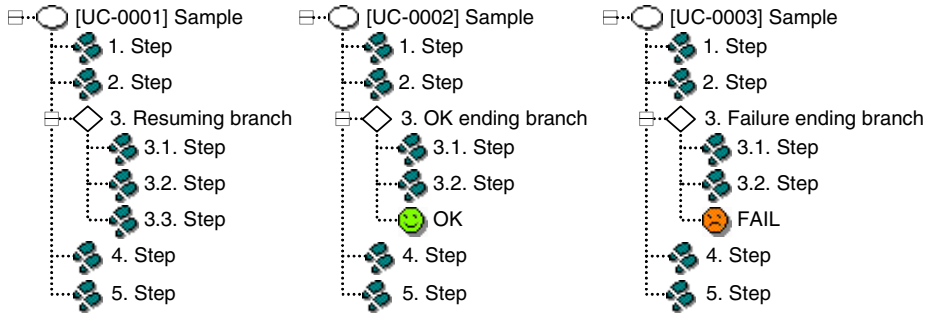 [UC-0001] Sample
1. Step
2. Step
3. Resuming branch
3.1. Step
3.2. Step
3.3. Step
4. Step
5. Step
[UC-0002] Sample
1. Step
2. Step
3. OK ending branch
3.1. Step
3.2. Step
OK
4. Step
5. Step
[UC-0003] Sample
1. Step
2. Step
3. Failure ending branch
3.1. Step
3.2. Step
FAIL
4. Step
5. Step